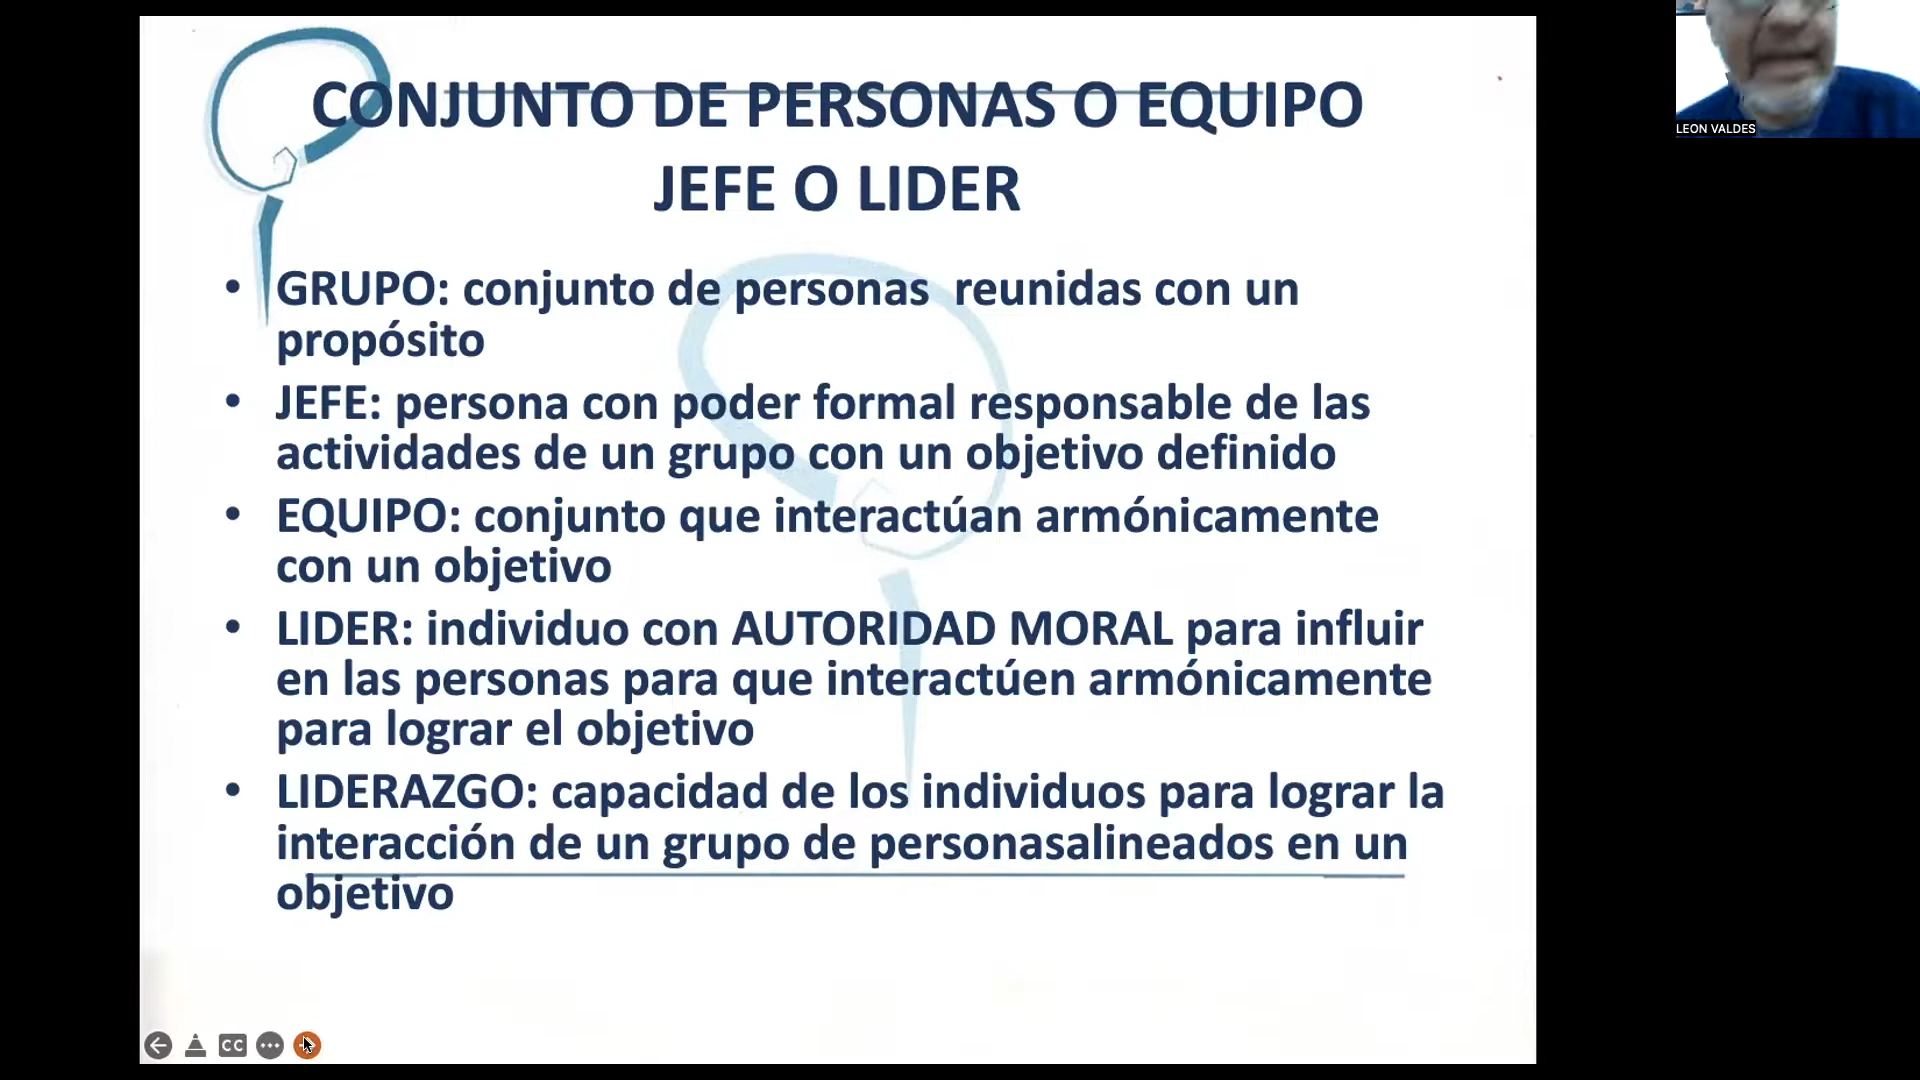 CONJUNTO DE PERSONAS O EQUIPO
JEFE O LIDER
• GRUPO: conjunto de personas  reunidas con un
propósito
• JEFE: persona con poder formal responsable de las
actividades de un grupo con un objetivo definido
• EQUIPO: conjunto que interactúan armónicamente
con un objetivo
• LIDER: individuo con AUTORIDAD MORAL para influir
en las personas para que interactúen armónicamente
para lograr el objetivo
• LIDERAZGO: capacidad de los individuos para lograr la
interacción de un grupo de personasalineados en un
objetivo
LEON VALDES
CC